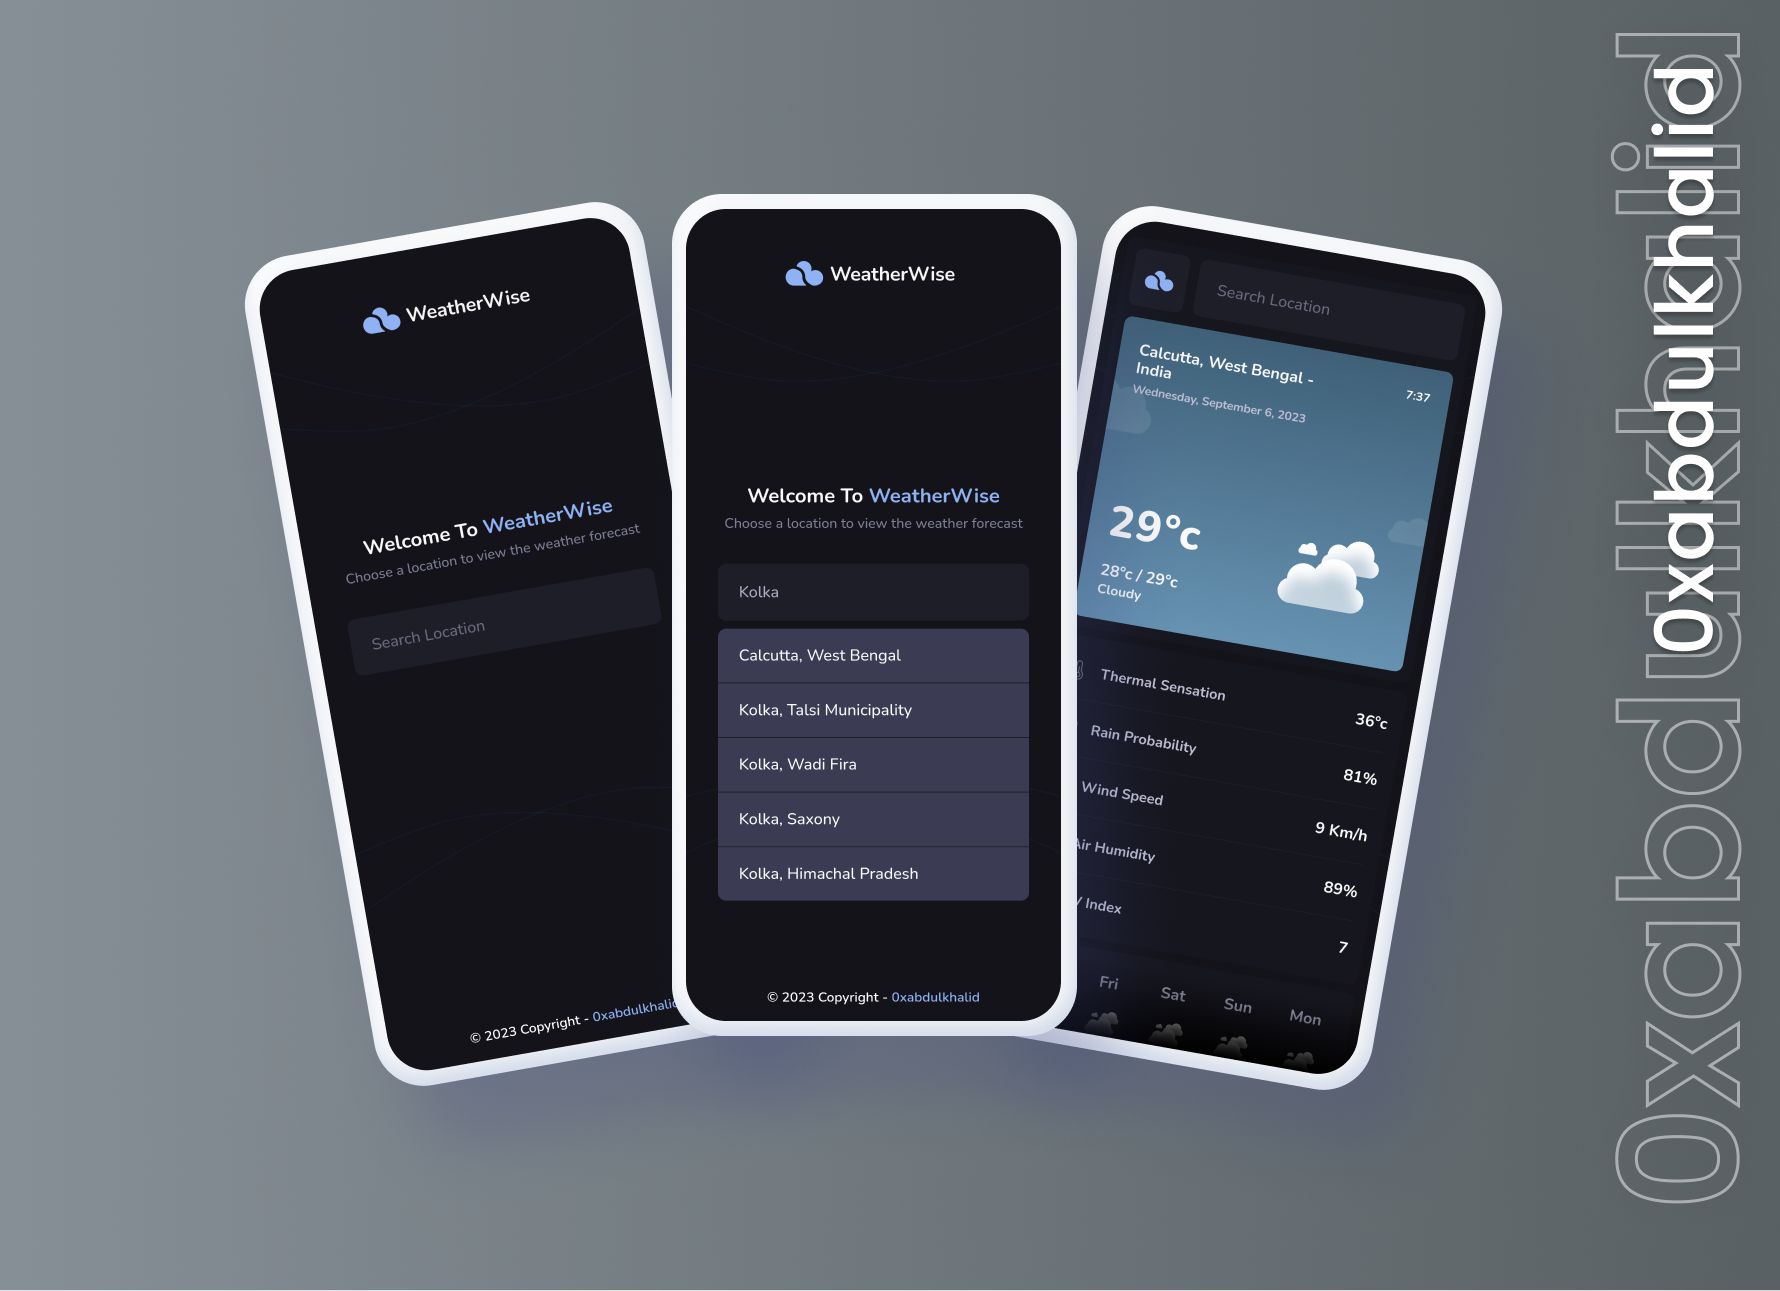 WeatherWise
Welcome To WeatherWise
Choose a location to view the weather forecast
Search Location
© 2023 Copyright - 0xabdulkhalid
WeatherWise
Welcome To WeatherWise
Choose a location to view the weather forecast
Kolka
Calcutta, West Bengal
Kolka, Talsi Municipality
Kolka, Wadi Fira
Kolka, Saxony
Kolka, Himachal Pradesh
© 2023 Copyright - 0xabdulkhalid
Search Location
Calcutta, West Bengal -
India
7:37
Wednesday, September 6, 2023
29°c
28°c / 29°c
Cloudy
Thermal Sensation
36°c
Rain Probability
81%
Wind Speed
9 Km/h
Air Humidity
89%
Index
7
Fri Sat Sun Mon
0xabdulkhalid
0xabdulkhalid